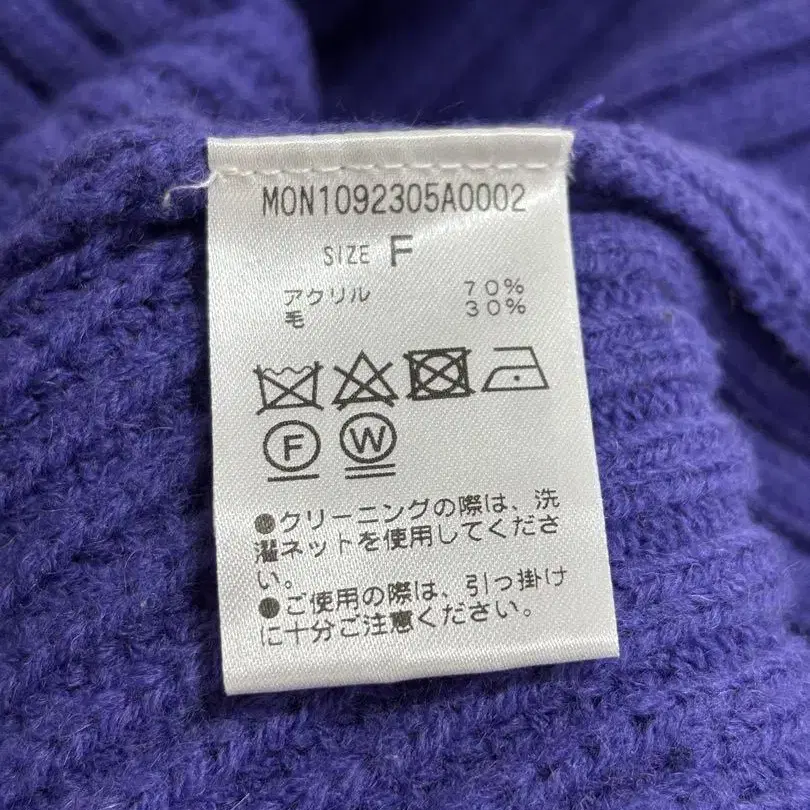 MON1092305A0002
SIZE F
アクリル 70%
毛 30%
F W
●クリーニングの際は、洗
濯ネットを使用してくださ
い。
●ご使用の際は、引っ掛け
に十分ご注意ください。